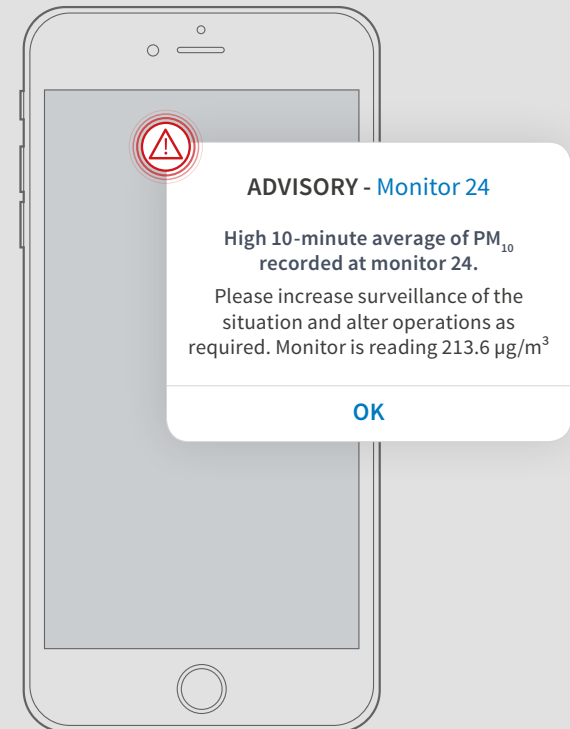 ADVISORY - Monitor 24
High 10-minute average of PM₁₀
recorded at monitor 24.
Please increase surveillance of the
situation and alter operations as
required. Monitor is reading 213.6 µg/m³
OK